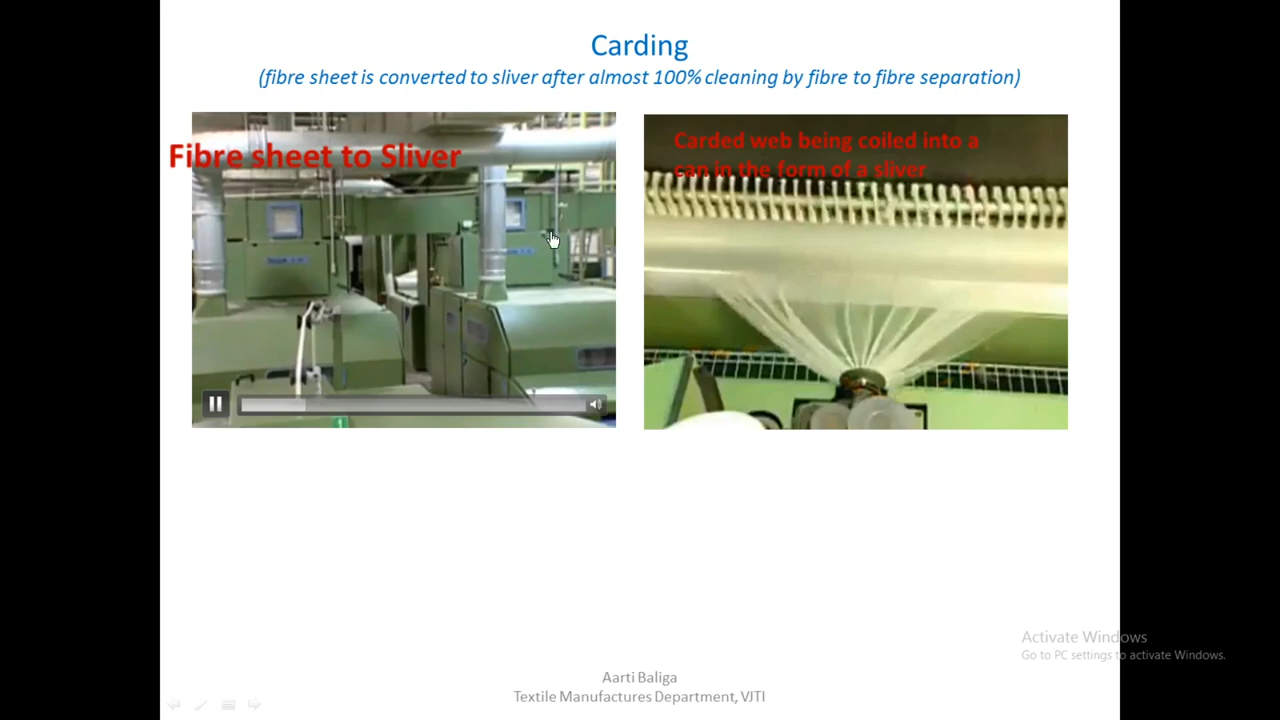 Carding
(fibre sheet is converted to sliver after almost 100% cleaning by fibre to fibre separation)
Fibre sheet to Sliver
Carded web being coiled into a
can in the form of a sliver
Activate Windows
Go to PC settings to activate Windows.
Aarti Baliga
Textile Manufactures Department, VJTI